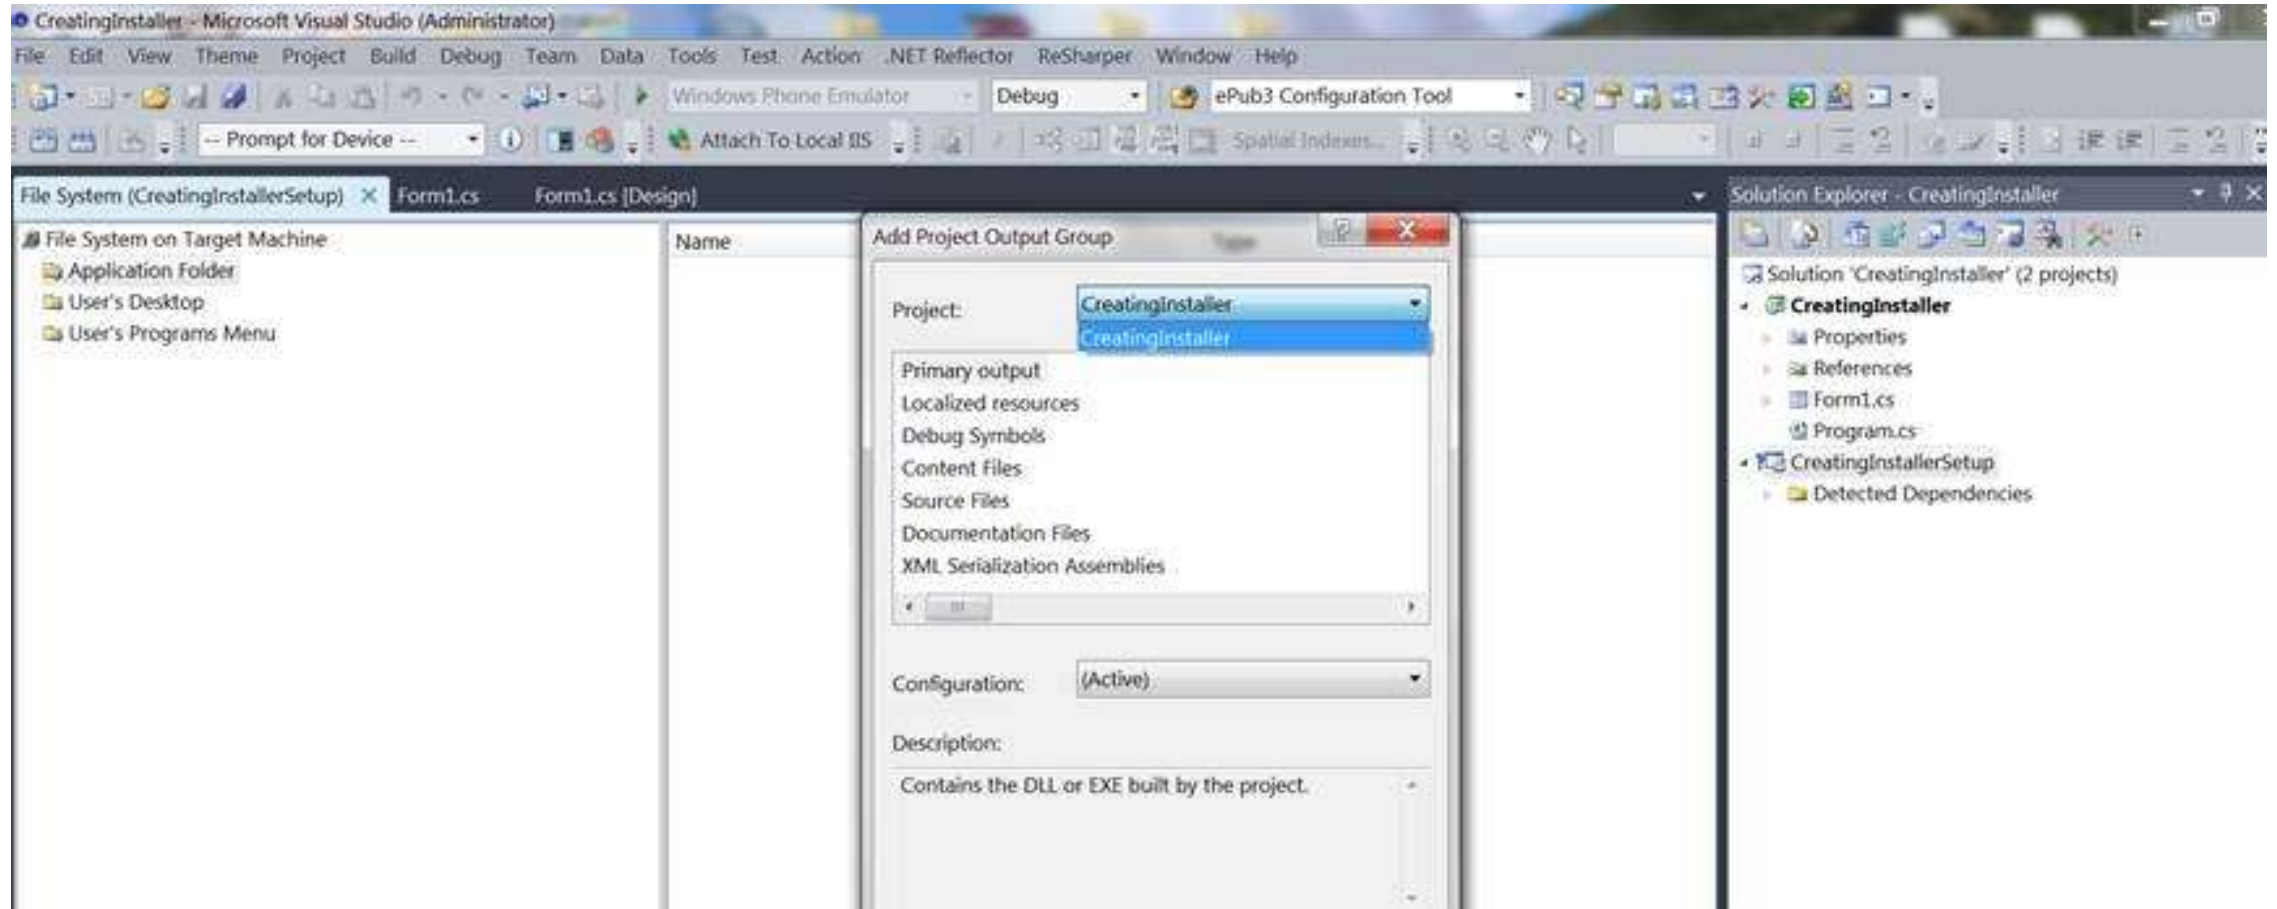 CreatingInstaller - Microsoft Visual Studio (Administrator)
File Edit View Theme Project Build Debug Team Data Tools Test Action .NET Reflector ReSharper Window Help
Windows Phone Emulator Debug ePub3 Configuration Tool
-- Prompt for Device -- Attach To Local IIS Spatial Indexes...
File System (CreatingInstallerSetup) Form1.cs Form1.cs [Design]
File System on Target Machine
Application Folder
User's Desktop
User's Programs Menu
Name Type
Add Project Output Group
Project: CreatingInstaller
CreatingInstaller
Primary output
Localized resources
Debug Symbols
Content Files
Source Files
Documentation Files
XML Serialization Assemblies
Configuration: (Active)
Description:
Contains the DLL or EXE built by the project.
Solution Explorer - CreatingInstaller
Solution 'CreatingInstaller' (2 projects)
CreatingInstaller
Properties
References
Form1.cs
Program.cs
CreatingInstallerSetup
Detected Dependencies